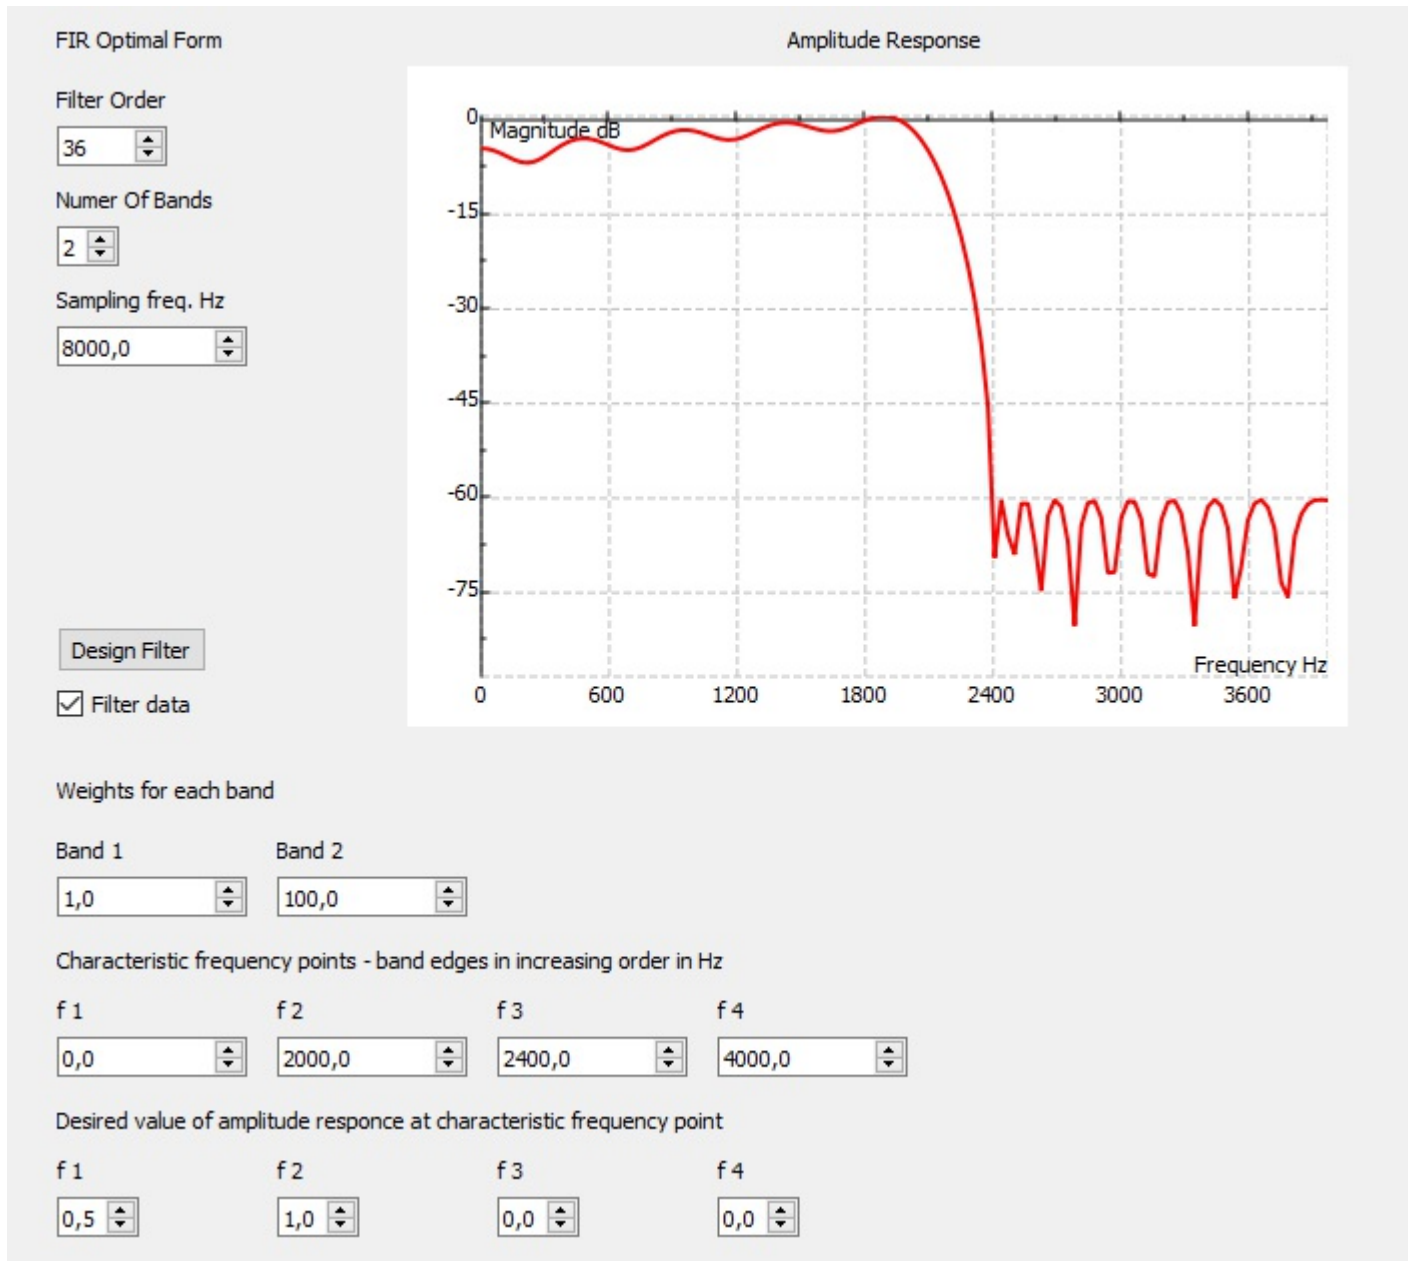 FIR Optimal Form
Amplitude Response
Filter Order
36
Numer Of Bands
2
Sampling freq. Hz
8000,0
Magnitude dB
0
-15
-30
-45
-60
-75
Frequency Hz
0 600 1200 1800 2400 3000 3600
Design Filter
Filter data
Weights for each band
Band 1 Band 2
1,0 100,0
Characteristic frequency points - band edges in increasing order in Hz
f 1 f 2 f 3 f 4
0,0 2000,0 2400,0 4000,0
Desired value of amplitude responce at characteristic frequency point
f 1 f 2 f 3 f 4
0,5 1,0 0,0 0,0